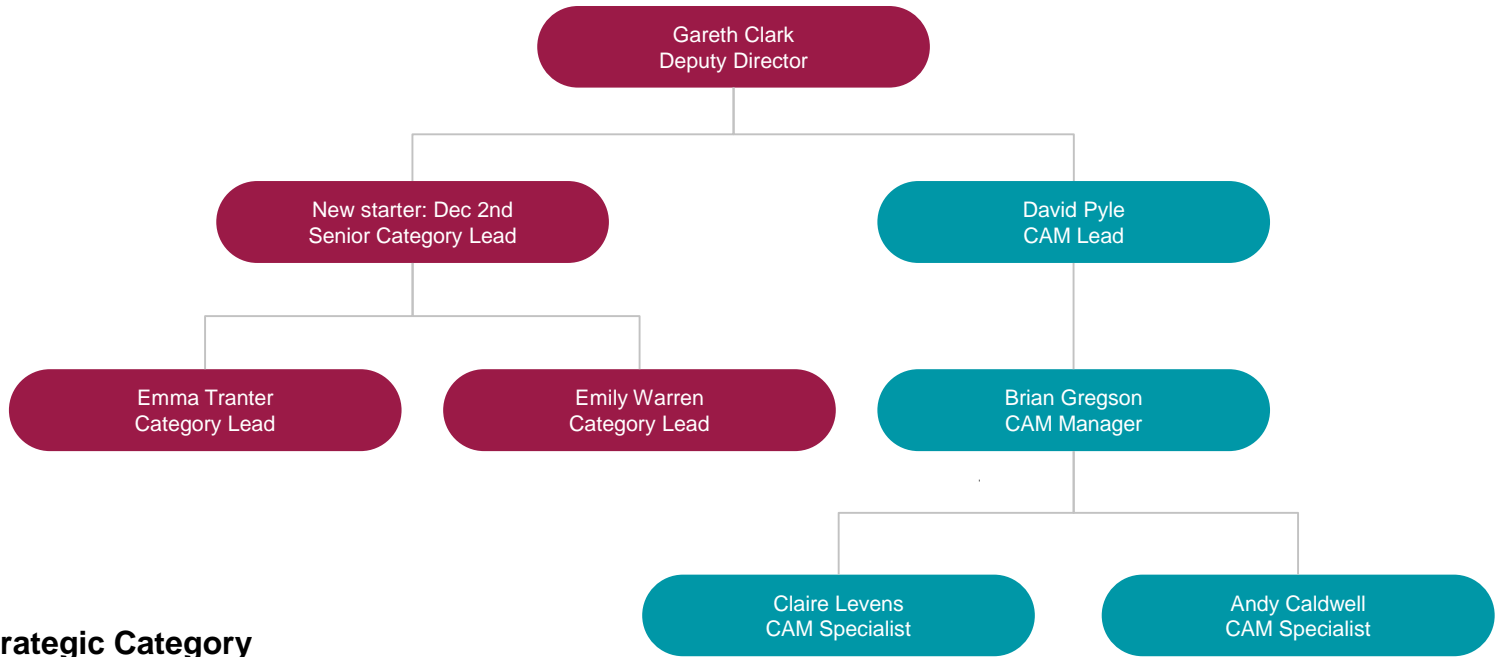 Gareth Clark
Deputy Director
New starter: Dec 2nd
Senior Category Lead
David Pyle
CAM Lead
Emma Tranter
Category Lead
Emily Warren
Category Lead
Brian Gregson
CAM Manager
Claire Levens
CAM Specialist
Andy Caldwell
CAM Specialist
rategic Category